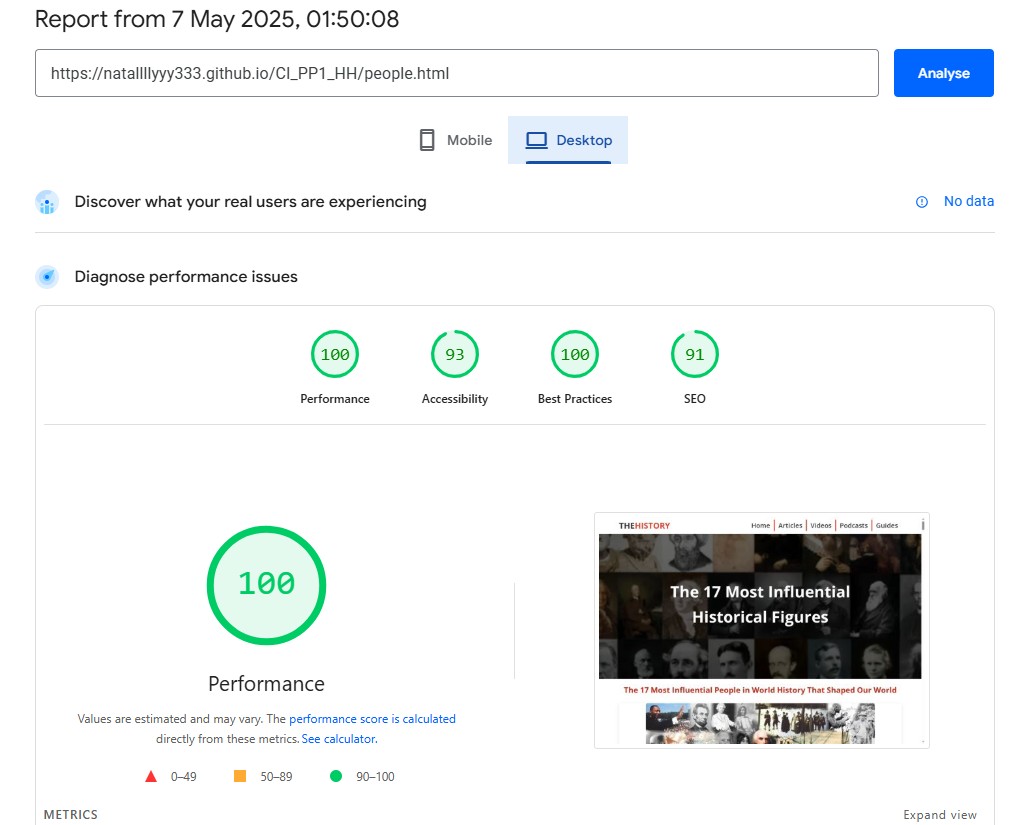 Report from 7 May 2025, 01:50:08
https://natallllyyy333.github.io/CI_PP1_HH/people.html
Analyse
Mobile
Desktop
Discover what your real users are experiencing
No data
Diagnose performance issues
100
93
100
91
Performance
Accessibility
Best Practices
SEO
100
Performance
Values are estimated and may vary. The performance score is calculated
directly from these metrics. See calculator.
0–49
50–89
90–100
THEHISTORY
Home
Articles
Videos
Podcasts
Guides
The 17 Most Influential
Historical Figures
The 17 Most Influential People in World History That Shaped Our World
METRICS
Expand view